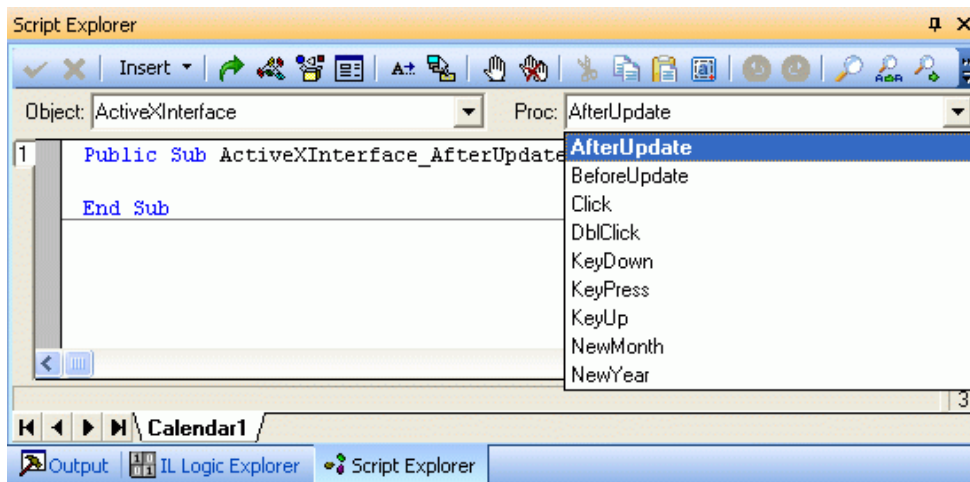 Script Explorer
Insert
Object: ActiveXInterface Proc: AfterUpdate
1 Public Sub ActiveXInterface_AfterUpdate
End Sub
AfterUpdate
BeforeUpdate
Click
DblClick
KeyDown
KeyPress
KeyUp
NewMonth
NewYear
3
Calendar1
Output IL Logic Explorer Script Explorer